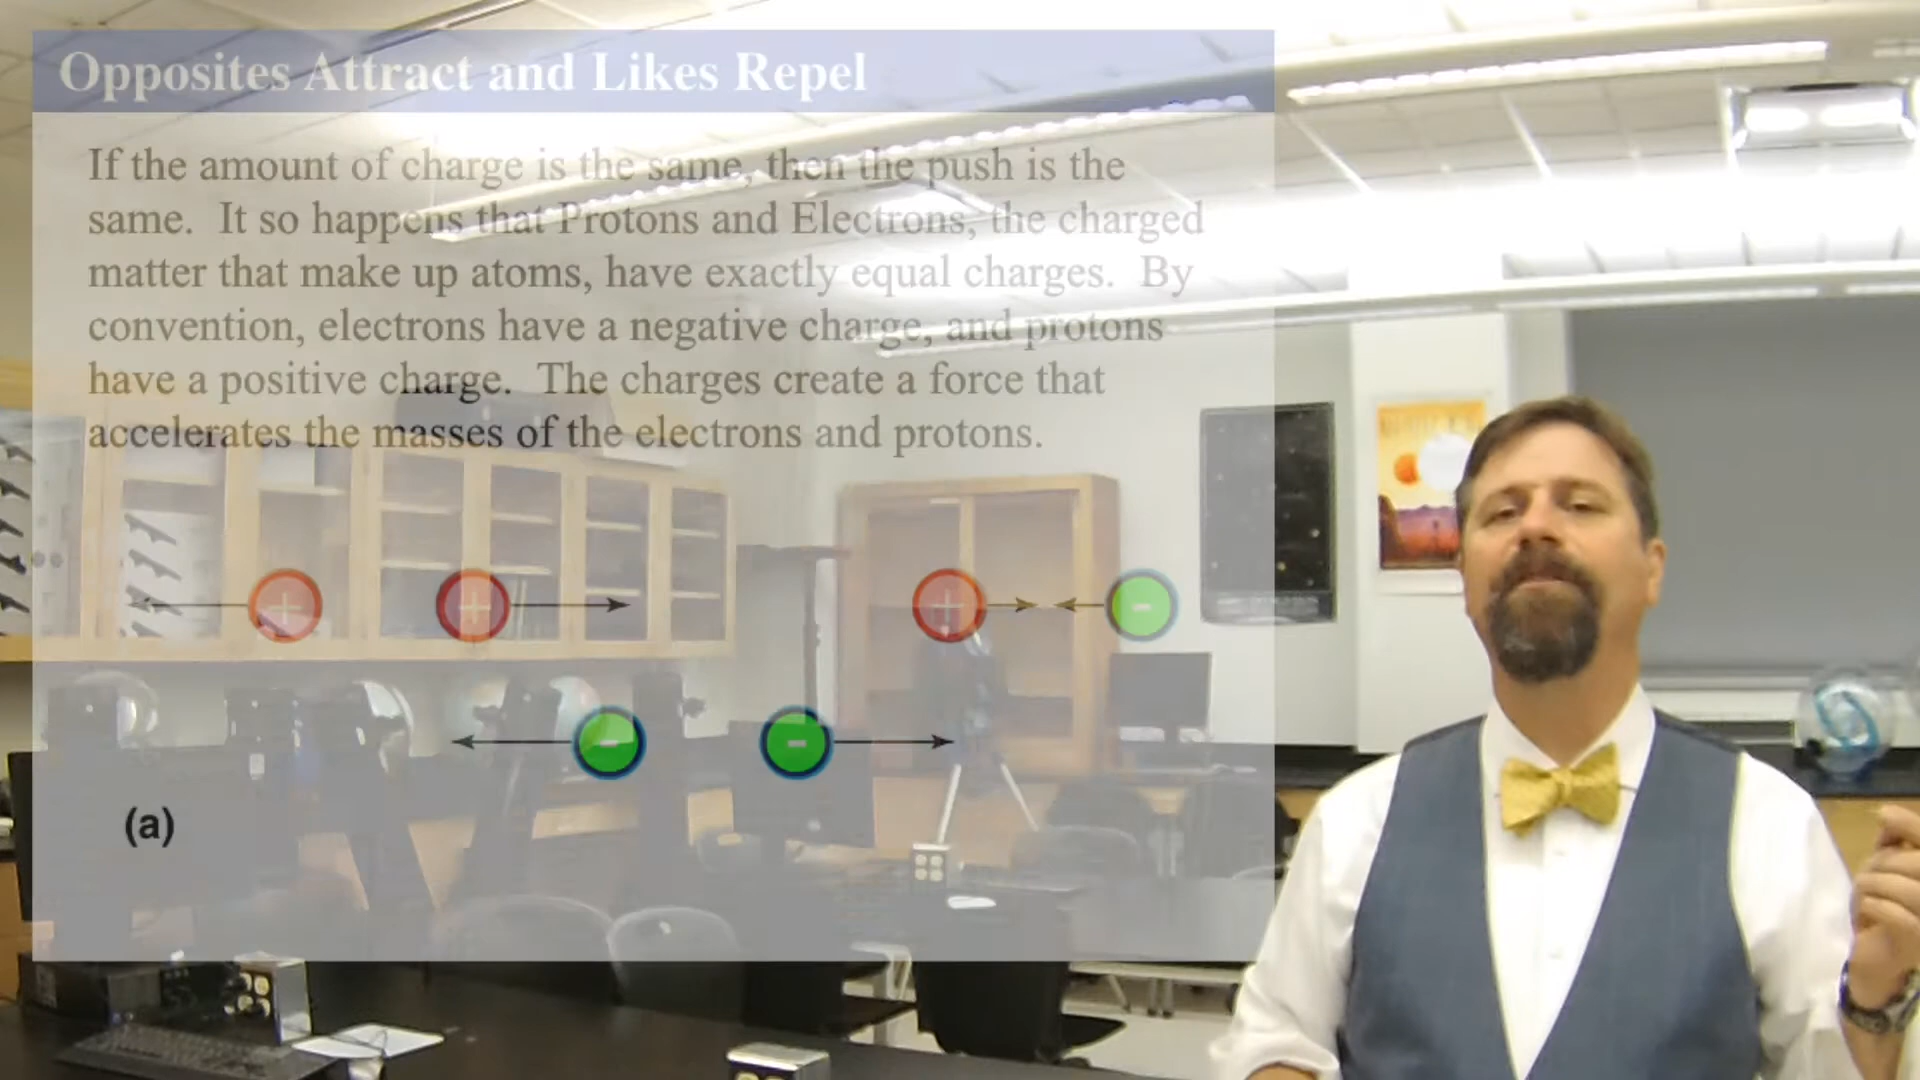 Opposites Attract and Likes Repel
If the amount of charge is the same, then the push is the
same. It so happens that Protons and Electrons, the charged
matter that make up atoms, have exactly equal charges. By
convention, electrons have a negative charge, and protons
have a positive charge. The charges create a force that
accelerates the masses of the electrons and protons.
+ + + -
- -
(a)